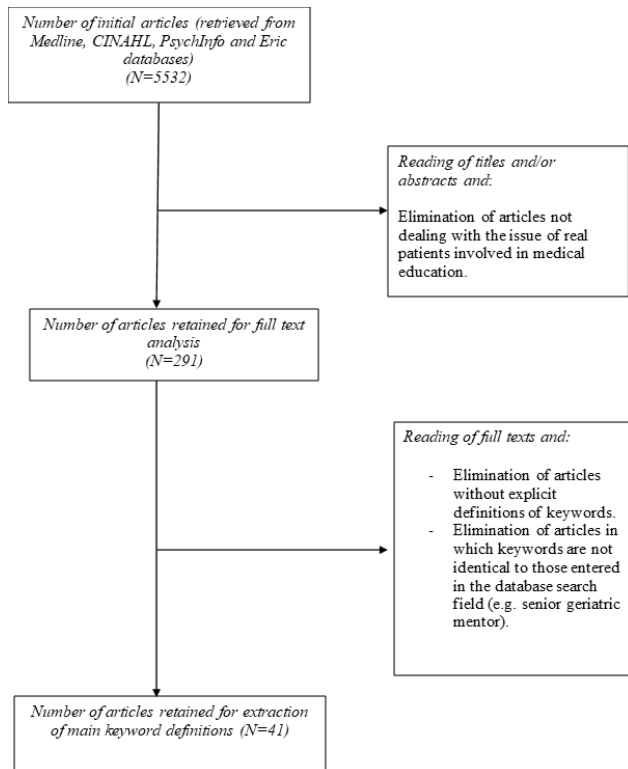 Number of initial articles (retrieved from
Medline, CINAHL, PsychInfo and Eric
databases)
(N=5532)
Reading of titles and/or
abstracts and:
Elimination of articles not
dealing with the issue of real
patients involved in medical
education.
Number of articles retained for full text
analysis
(N=291)
Reading of full texts and:
- Elimination of articles
without explicit
definitions of keywords.
- Elimination of articles in
which keywords are not
identical to those entered
in the database search
field (e.g. senior geriatric
mentor).
Number of articles retained for extraction
of main keyword definitions (N=41)